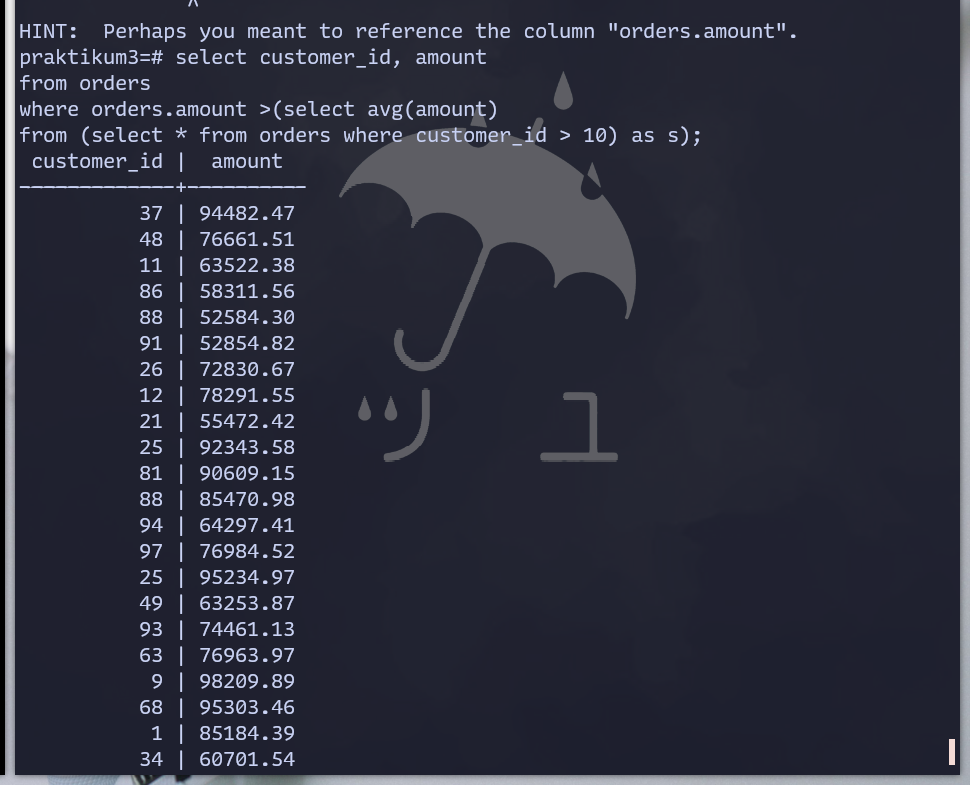 ^
HINT:  Perhaps you meant to reference the column "orders.amount".
praktikum3=# select customer_id, amount
from orders
where orders.amount >(select avg(amount)
from (select * from orders where customer_id > 10) as s);
 customer_id |  amount
-------------+----------
          37 | 94482.47
          48 | 76661.51
          11 | 63522.38
          86 | 58311.56
          88 | 52584.30
          91 | 52854.82
          26 | 72830.67
          12 | 78291.55
          21 | 55472.42
          25 | 92343.58
          81 | 90609.15
          88 | 85470.98
          94 | 64297.41
          97 | 76984.52
          25 | 95234.97
          49 | 63253.87
          93 | 74461.13
          63 | 76963.97
           9 | 98209.89
          68 | 95303.46
           1 | 85184.39
          34 | 60701.54
ツユ